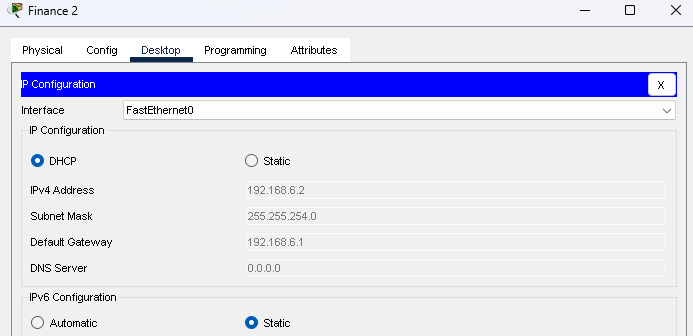 Finance 2
Physical Config Desktop Programming Attributes
IP Configuration X
Interface FastEthernet0
IP Configuration
DHCP Static
IPv4 Address 192.168.6.2
Subnet Mask 255.255.254.0
Default Gateway 192.168.6.1
DNS Server 0.0.0.0
IPv6 Configuration
Automatic Static